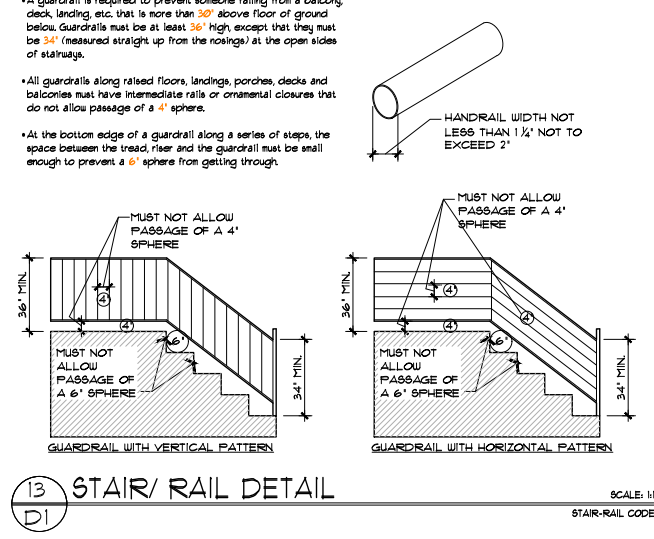 • A guardrail is required to prevent someone falling from a balcony,
deck, landing, etc. that is more than 30" above floor of ground
below. Guardrails must be at least 36" high, except that they must
be 34" (measured straight up from the nosings) at the open sides
of stairways.
• All guardrails along raised floors, landings, porches, decks and
balconies must have intermediate rails or ornamental closures that
do not allow passage of a 4" sphere.
• At the bottom edge of a guardrail along a series of steps, the
space between the tread, riser and the guardrail must be small
enough to prevent a 6" sphere from getting through.
HANDRAIL WIDTH NOT
LESS THAN 1 1/4" NOT TO
EXCEED 2"
MUST NOT ALLOW
PASSAGE OF A 4"
SPHERE
36" MIN.
4"
4"
6"
MUST NOT
ALLOW
PASSAGE OF
A 6" SPHERE
34" MIN.
GUARDRAIL WITH VERTICAL PATTERN
MUST NOT ALLOW
PASSAGE OF A 4"
SPHERE
36" MIN.
4"
4"
4"
6"
MUST NOT
ALLOW
PASSAGE OF
A 6" SPHERE
34" MIN.
GUARDRAIL WITH HORIZONTAL PATTERN
13
D1
STAIR/ RAIL DETAIL
SCALE: 1:1
STAIR-RAIL CODE